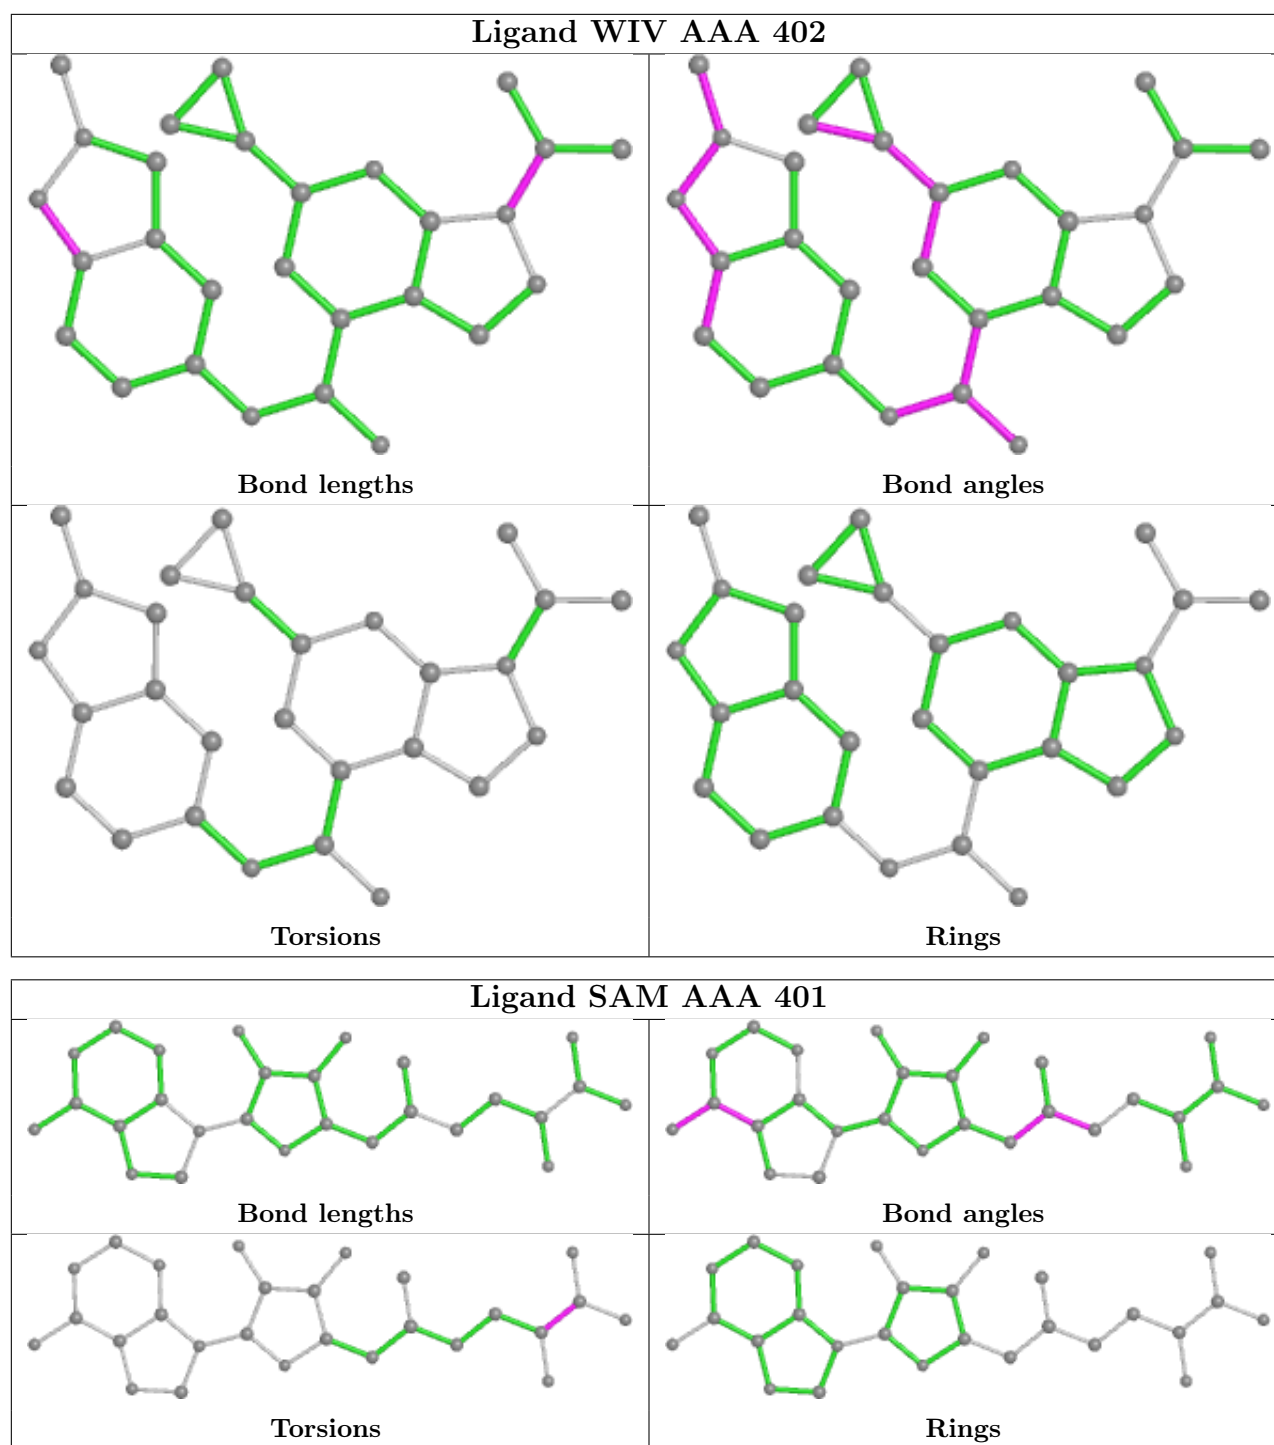 Ligand WIV AAA 402
Bond lengths
Bond angles
Torsions
Rings
Ligand SAM AAA 401
Bond lengths
Bond angles
Torsions
Rings